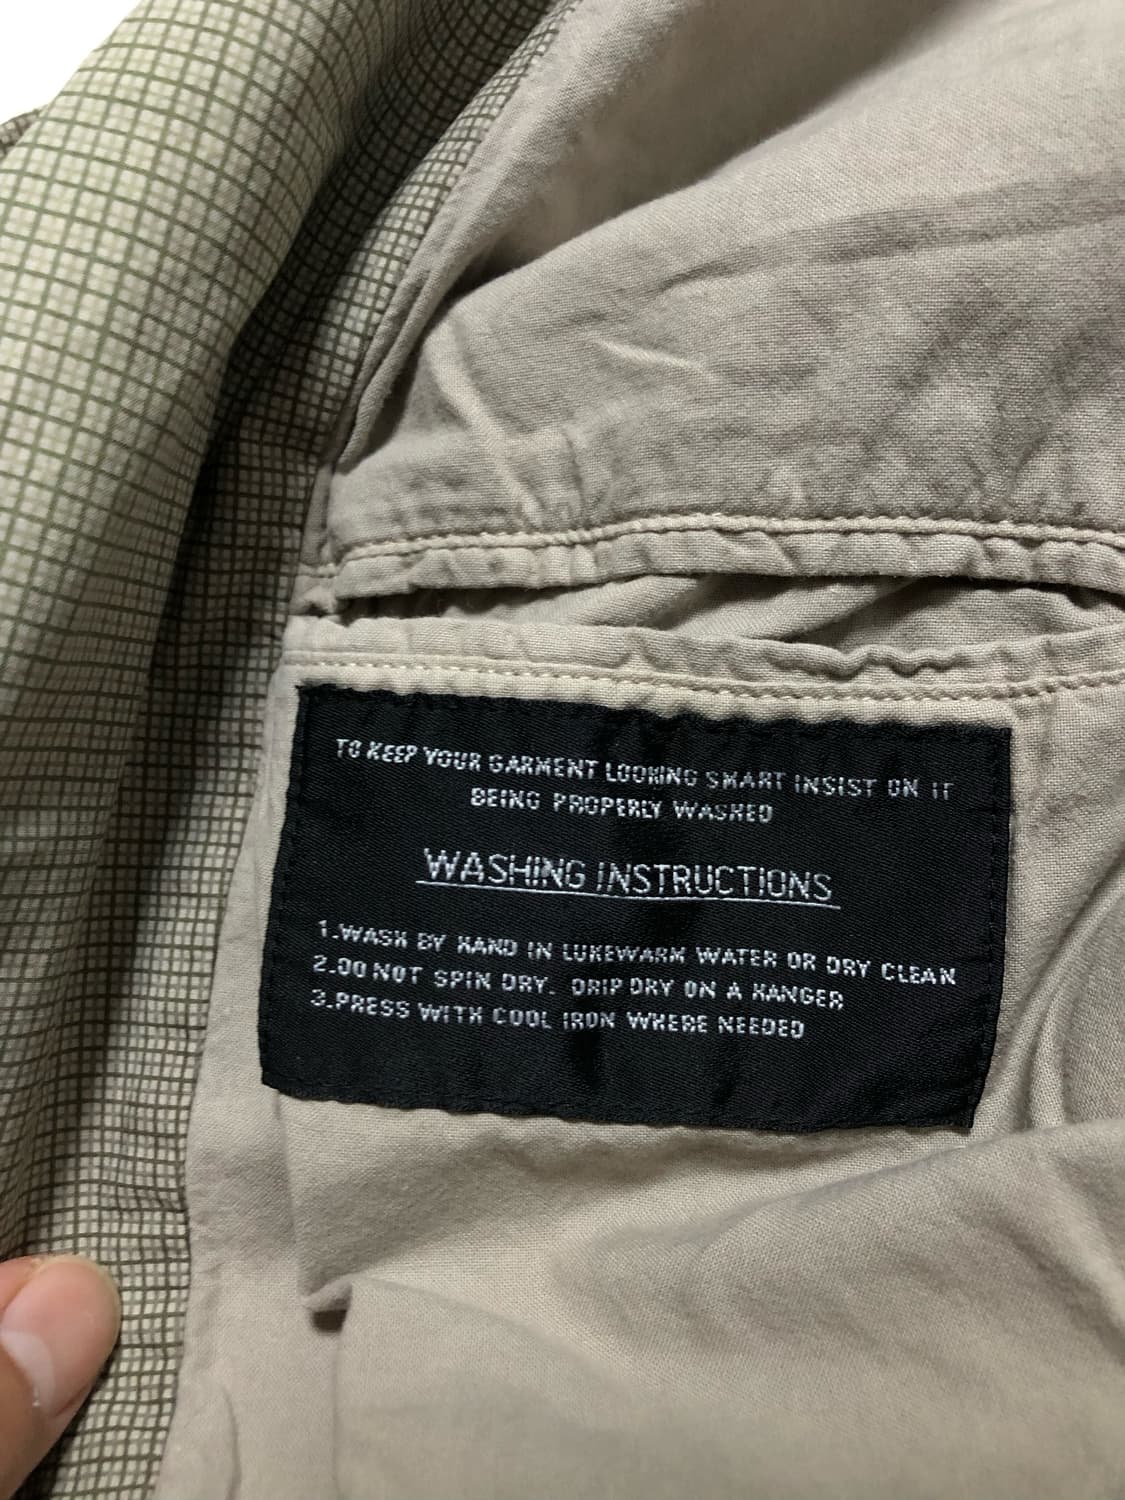 TO KEEP YOUR GARMENT LOOKING SMART INSIST ON IT
BEING PROPERLY WASHED
WASHING INSTRUCTIONS
1.WASH BY HAND IN LUKEWARM WATER OR DRY CLEAN
2.DO NOT SPIN DRY. DRIP DRY ON A HANGER
3.PRESS WITH COOL IRON WHERE NEEDED